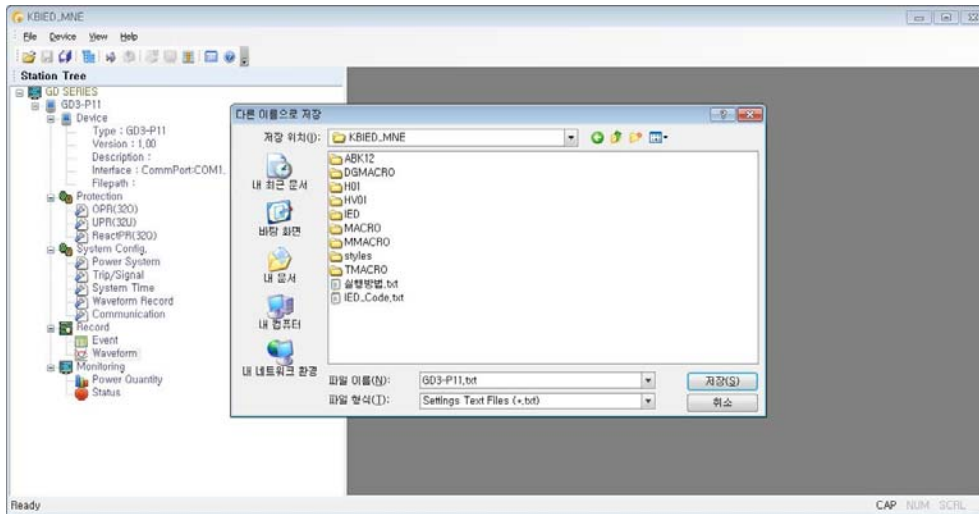 KBIED_MNE
File Device View Help
Station Tree
GD SERIES
GD3-P11
Device
Type : GD3-P11
Version : 1,00
Description :
Interface : CommPort:COM1,
Filepath :
Protection
OPR(32O)
UPR(32U)
ReactPR(32Q)
System Config,
Power System
Trip/Signal
System Time
Waveform Record
Communication
Record
Event
Waveform
Monitoring
Power Quantity
Status
다른 이름으로 저장
저장 위치(I):
KBIED_MNE
내 최근 문서
바탕 화면
내 문서
내 컴퓨터
내 네트워크 환경
ABK12
DGMACRO
H01
HV01
IED
MACRO
MMACRO
styles
TMACRO
실행방법,txt
IED_Code,txt
파일 이름(N):
GD3-P11,txt
저장(S)
파일 형식(T):
Settings Text Files (*,txt)
취소
Ready
CAP NUM SCRL